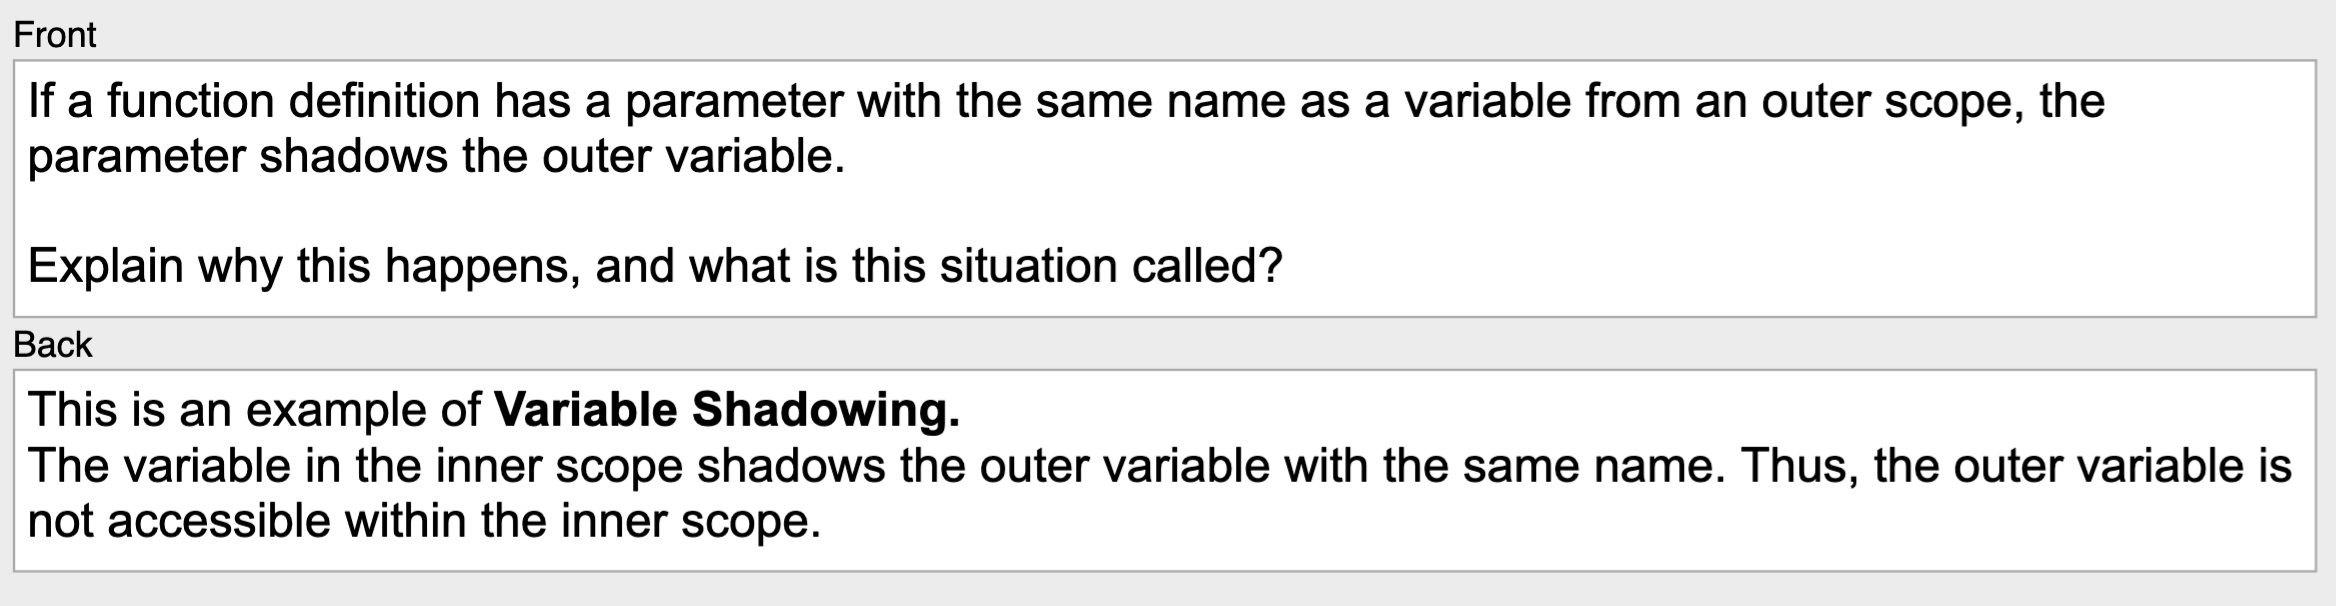 Front
If a function definition has a parameter with the same name as a variable from an outer scope, the
parameter shadows the outer variable.
Explain why this happens, and what is this situation called?
Back
This is an example of Variable Shadowing.
The variable in the inner scope shadows the outer variable with the same name. Thus, the outer variable is
not accessible within the inner scope.